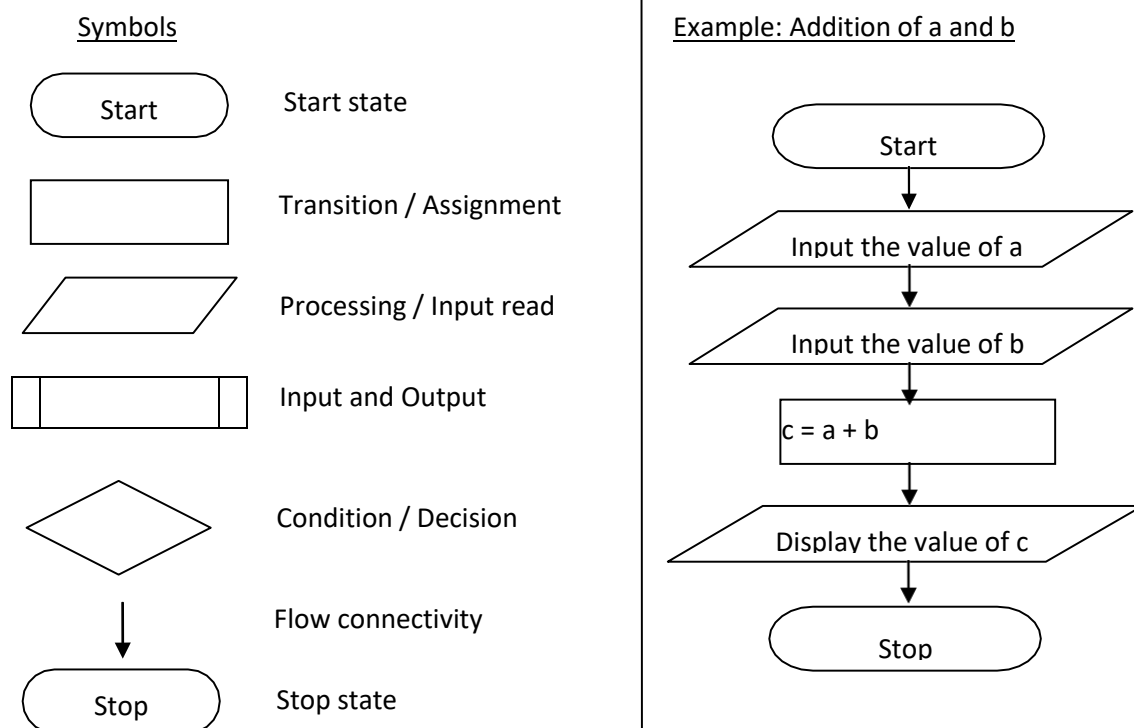 Symbols
Start
Start state
Transition / Assignment
Processing / Input read
Input and Output
Condition / Decision
Flow connectivity
Stop
Stop state
Example: Addition of a and b
Start
Input the value of a
Input the value of b
c = a + b
Display the value of c
Stop